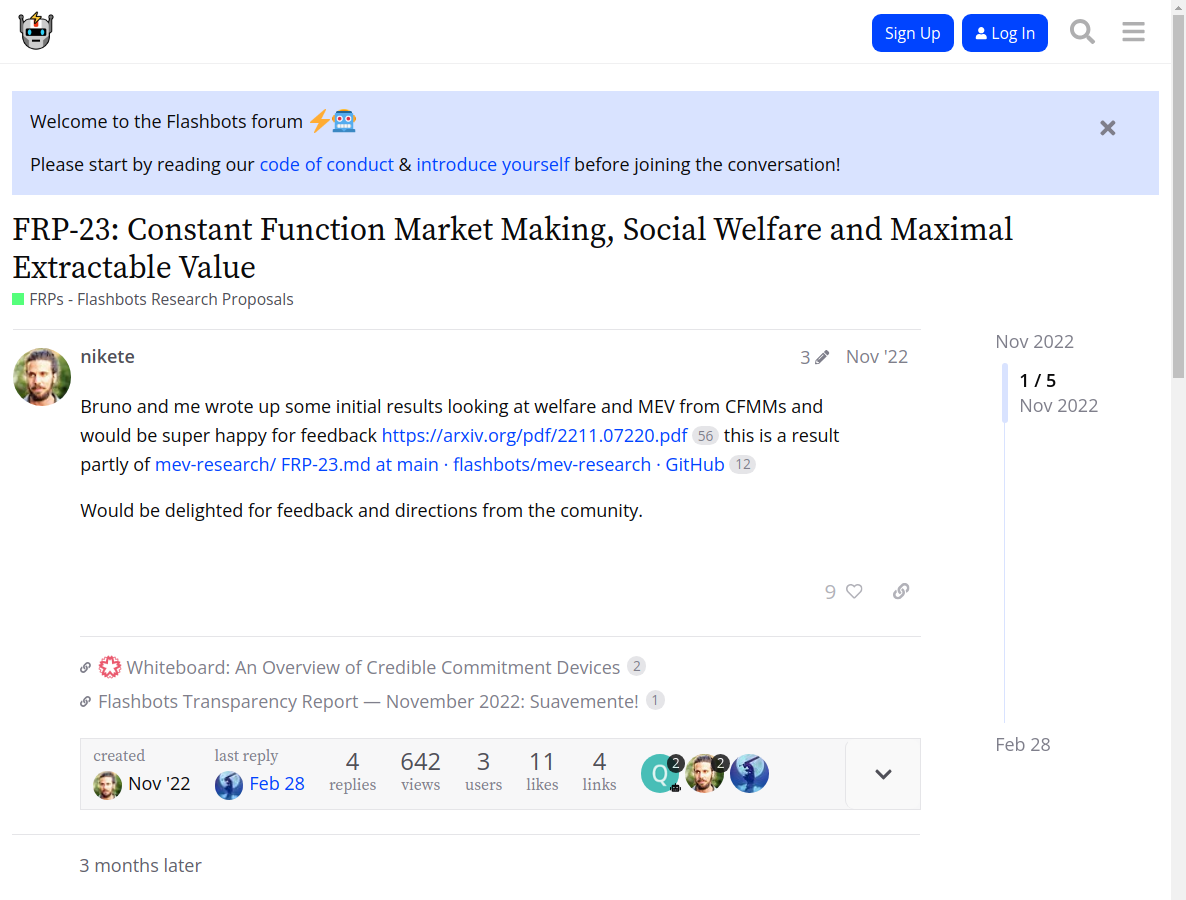 Sign Up
Log In
Welcome to the Flashbots forum
Please start by reading our code of conduct & introduce yourself before joining the conversation!
FRP-23: Constant Function Market Making, Social Welfare and Maximal
Extractable Value
FRPs - Flashbots Research Proposals
nikete
3
Nov '22
Bruno and me wrote up some initial results looking at welfare and MEV from CFMMs and
would be super happy for feedback https://arxiv.org/pdf/2211.07220.pdf 56 this is a result
partly of mev-research/ FRP-23.md at main · flashbots/mev-research · GitHub 12
Would be delighted for feedback and directions from the comunity.
9
Whiteboard: An Overview of Credible Commitment Devices 2
Flashbots Transparency Report — November 2022: Suavemente! 1
created
Nov '22
last reply
Feb 28
4
replies
642
views
3
users
11
likes
4
links
Q
2
2
3 months later
Nov 2022
1 / 5
Nov 2022
Feb 28